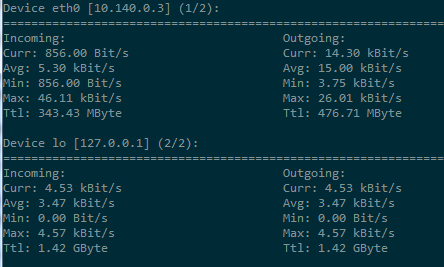 Device eth0 [10.140.0.3] (1/2):
================================================================
Incoming:                               Outgoing:
Curr: 856.00 Bit/s                      Curr: 14.30 kBit/s
Avg: 5.30 kBit/s                        Avg: 15.00 kBit/s
Min: 856.00 Bit/s                       Min: 3.75 kBit/s
Max: 46.11 kBit/s                       Max: 26.01 kBit/s
Ttl: 343.43 MByte                       Ttl: 476.71 MByte
Device lo [127.0.0.1] (2/2):
================================================================
Incoming:                               Outgoing:
Curr: 4.53 kBit/s                       Curr: 4.53 kBit/s
Avg: 3.47 kBit/s                        Avg: 3.47 kBit/s
Min: 0.00 Bit/s                         Min: 0.00 Bit/s
Max: 4.57 kBit/s                        Max: 4.57 kBit/s
Ttl: 1.42 GByte                         Ttl: 1.42 GByte